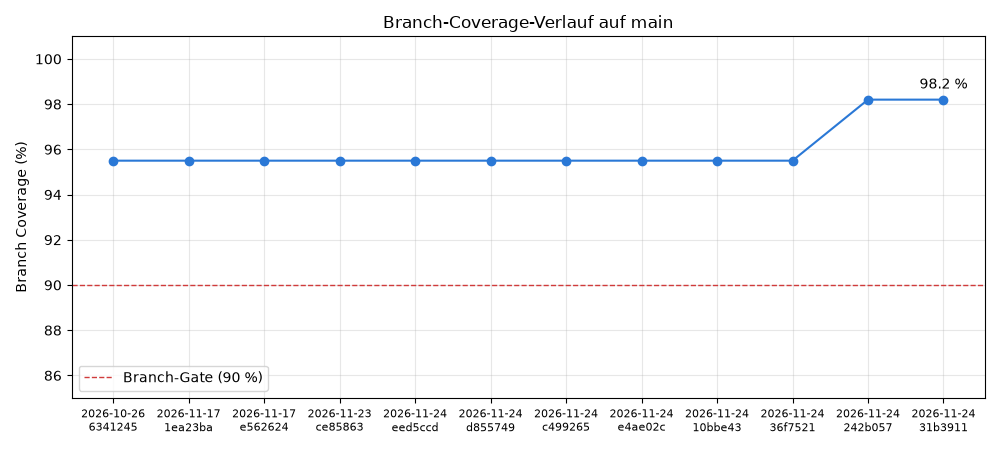 Branch-Coverage-Verlauf auf main
98.2 %
100
98
96
94
92
90
88
86
Branch Coverage (%)
Branch-Gate (90 %)
2026-10-26
6341245
2026-11-17
1ea23ba
2026-11-17
e562624
2026-11-23
ce85863
2026-11-24
eed5ccd
2026-11-24
d855749
2026-11-24
c499265
2026-11-24
e4ae02c
2026-11-24
10bbe43
2026-11-24
36f7521
2026-11-24
242b057
2026-11-24
31b3911